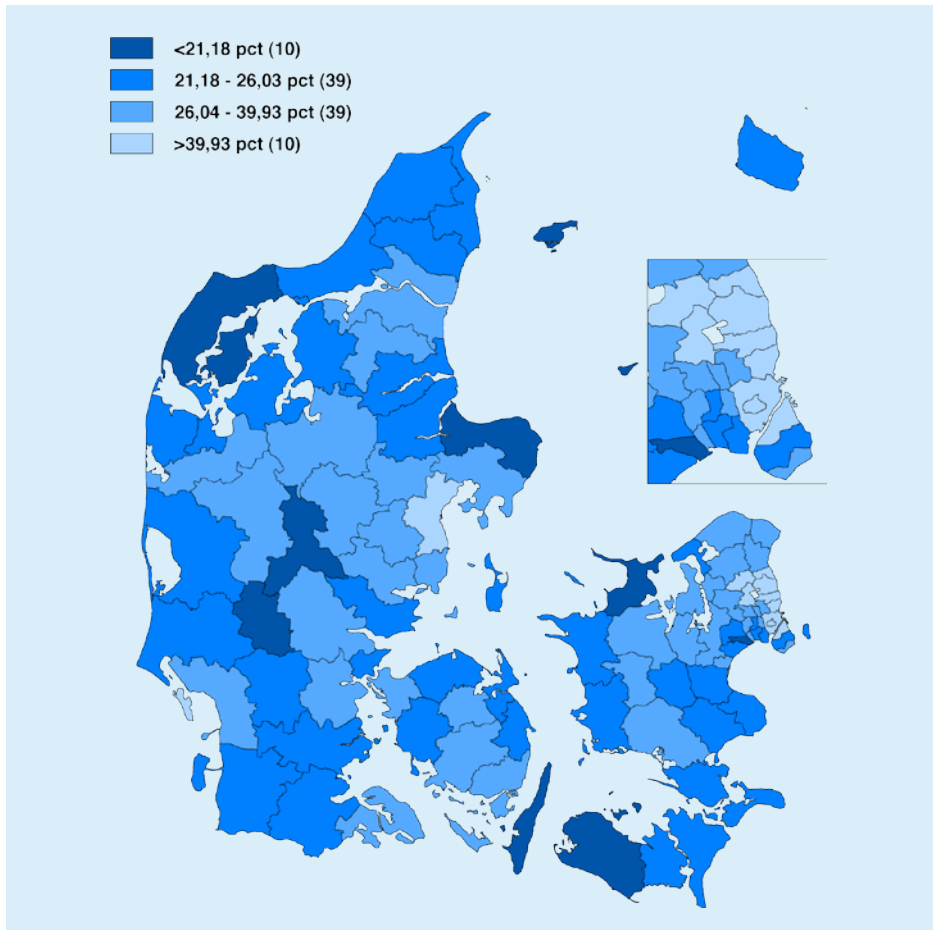 <21,18 pct (10)
21,18 - 26,03 pct (39)
26,04 - 39,93 pct (39)
>39,93 pct (10)